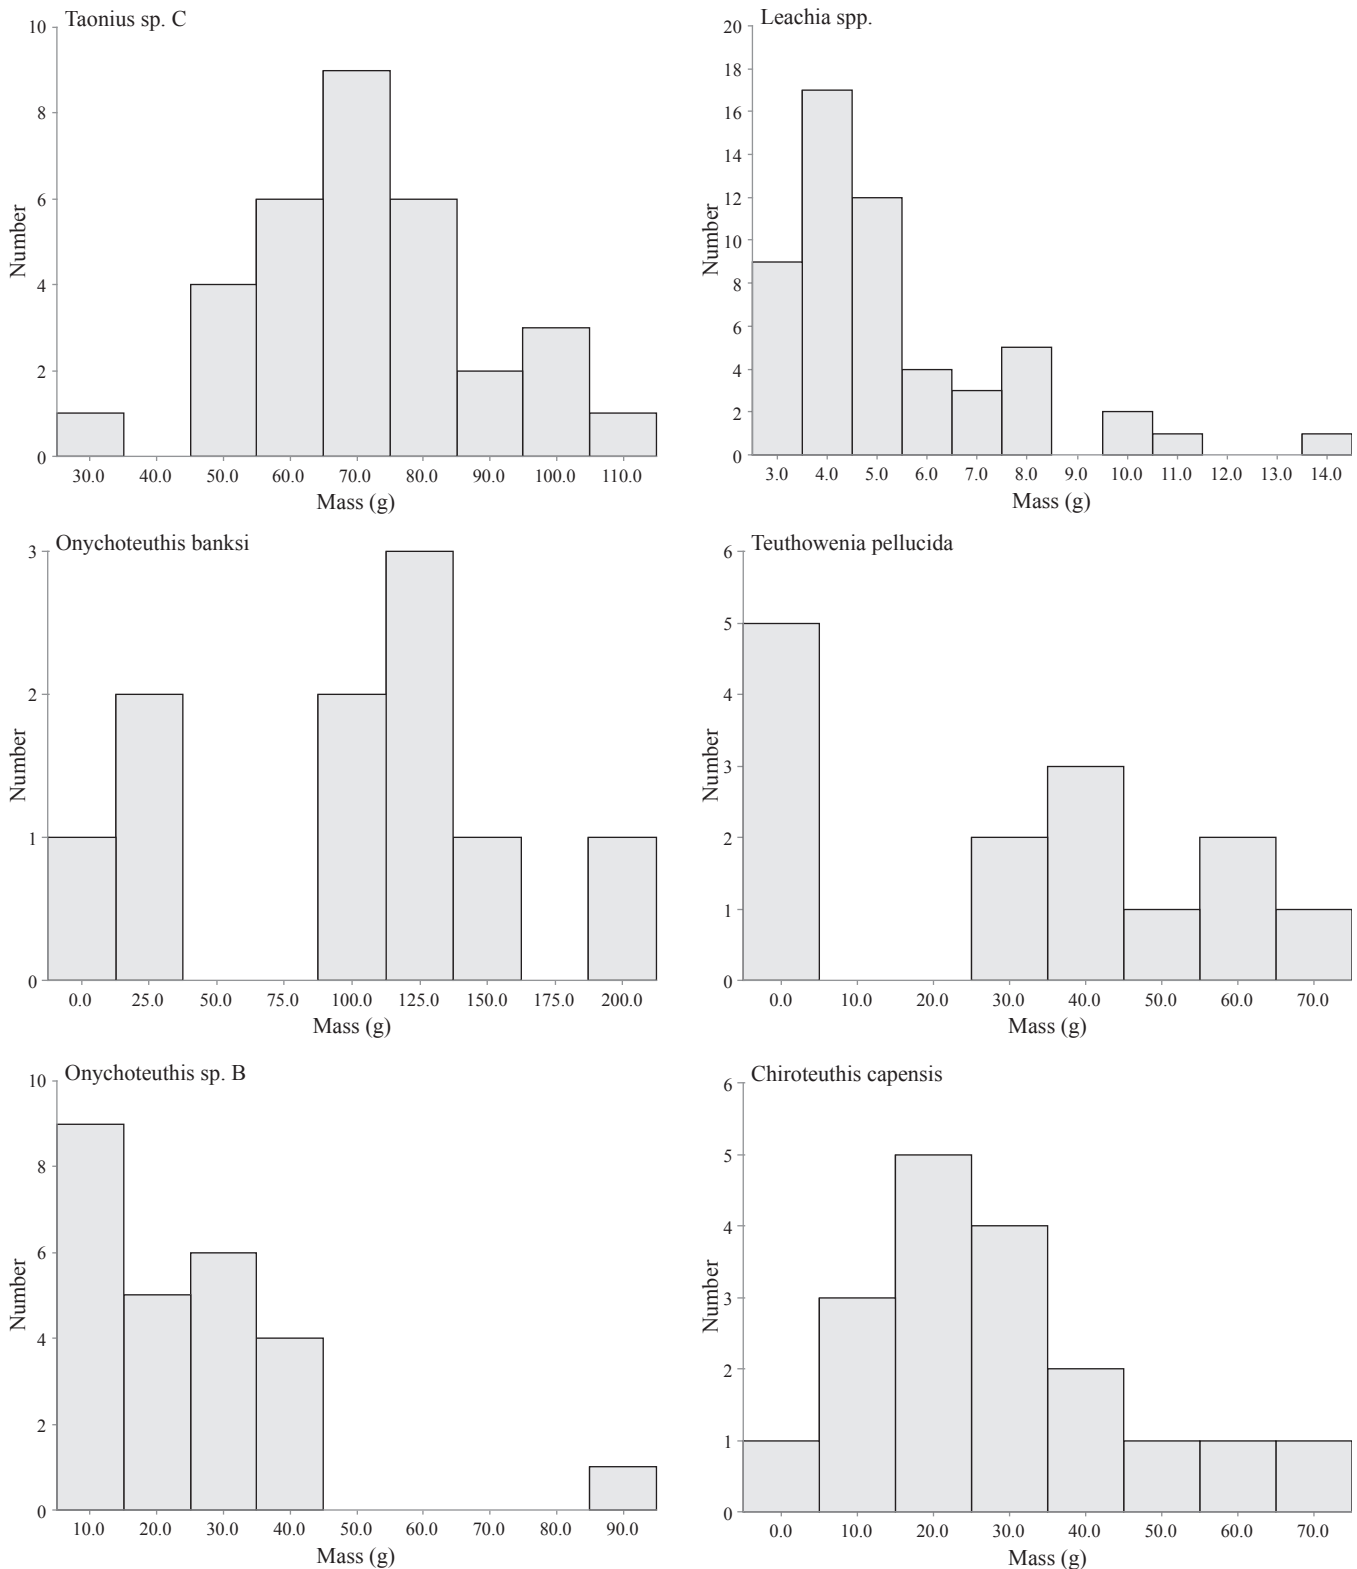 Taonius sp. C
10
8
6
4
2
0
Number
30.0 40.0 50.0 60.0 70.0 80.0 90.0 100.0 110.0
Mass (g)
Leachia spp.
20
18
16
14
12
10
8
6
4
2
0
Number
3.0 4.0 5.0 6.0 7.0 8.0 9.0 10.0 11.0 12.0 13.0 14.0
Mass (g)
Onychoteuthis banksi
3
2
1
0
Number
0.0 25.0 50.0 75.0 100.0 125.0 150.0 175.0 200.0
Mass (g)
Teuthowenia pellucida
6
5
4
3
2
1
0
Number
0.0 10.0 20.0 30.0 40.0 50.0 60.0 70.0
Mass (g)
Onychoteuthis sp. B
10
8
6
4
2
0
Number
10.0 20.0 30.0 40.0 50.0 60.0 70.0 80.0 90.0
Mass (g)
Chiroteuthis capensis
6
5
4
3
2
1
0
Number
0.0 10.0 20.0 30.0 40.0 50.0 60.0 70.0
Mass (g)